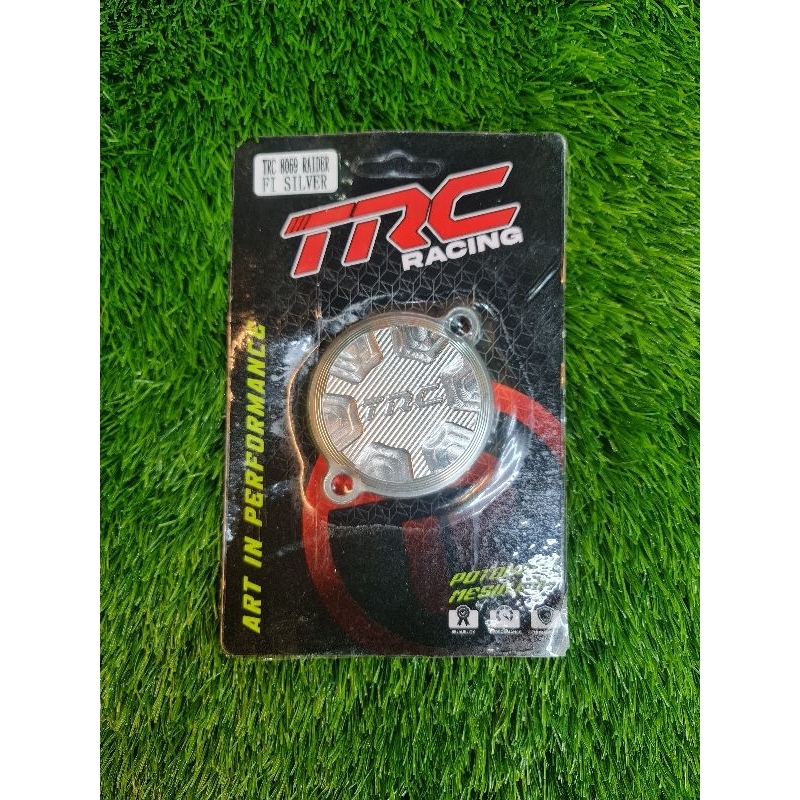 TRC 8069 RAIDER
FI SILVER
TRC
RACING
TRC
ART IN PERFORMANCE